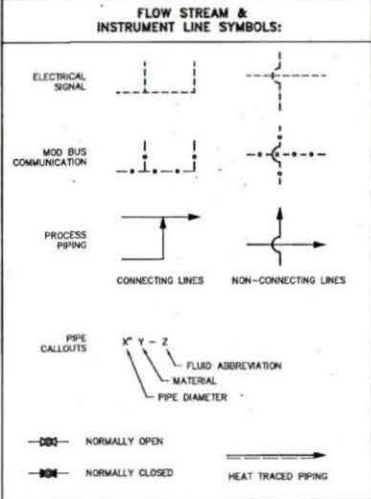 FLOW STREAM &
INSTRUMENT LINE SYMBOLS:
ELECTRICAL
SIGNAL
MOD BUS
COMMUNICATION
PROCESS
PIPING
CONNECTING LINES
NON-CONNECTING LINES
PIPE
CALLOUTS
X" Y - Z
FLUID ABBREVIATION
MATERIAL
PIPE DIAMETER
NORMALLY OPEN
NORMALLY CLOSED
HEAT TRACED PIPING